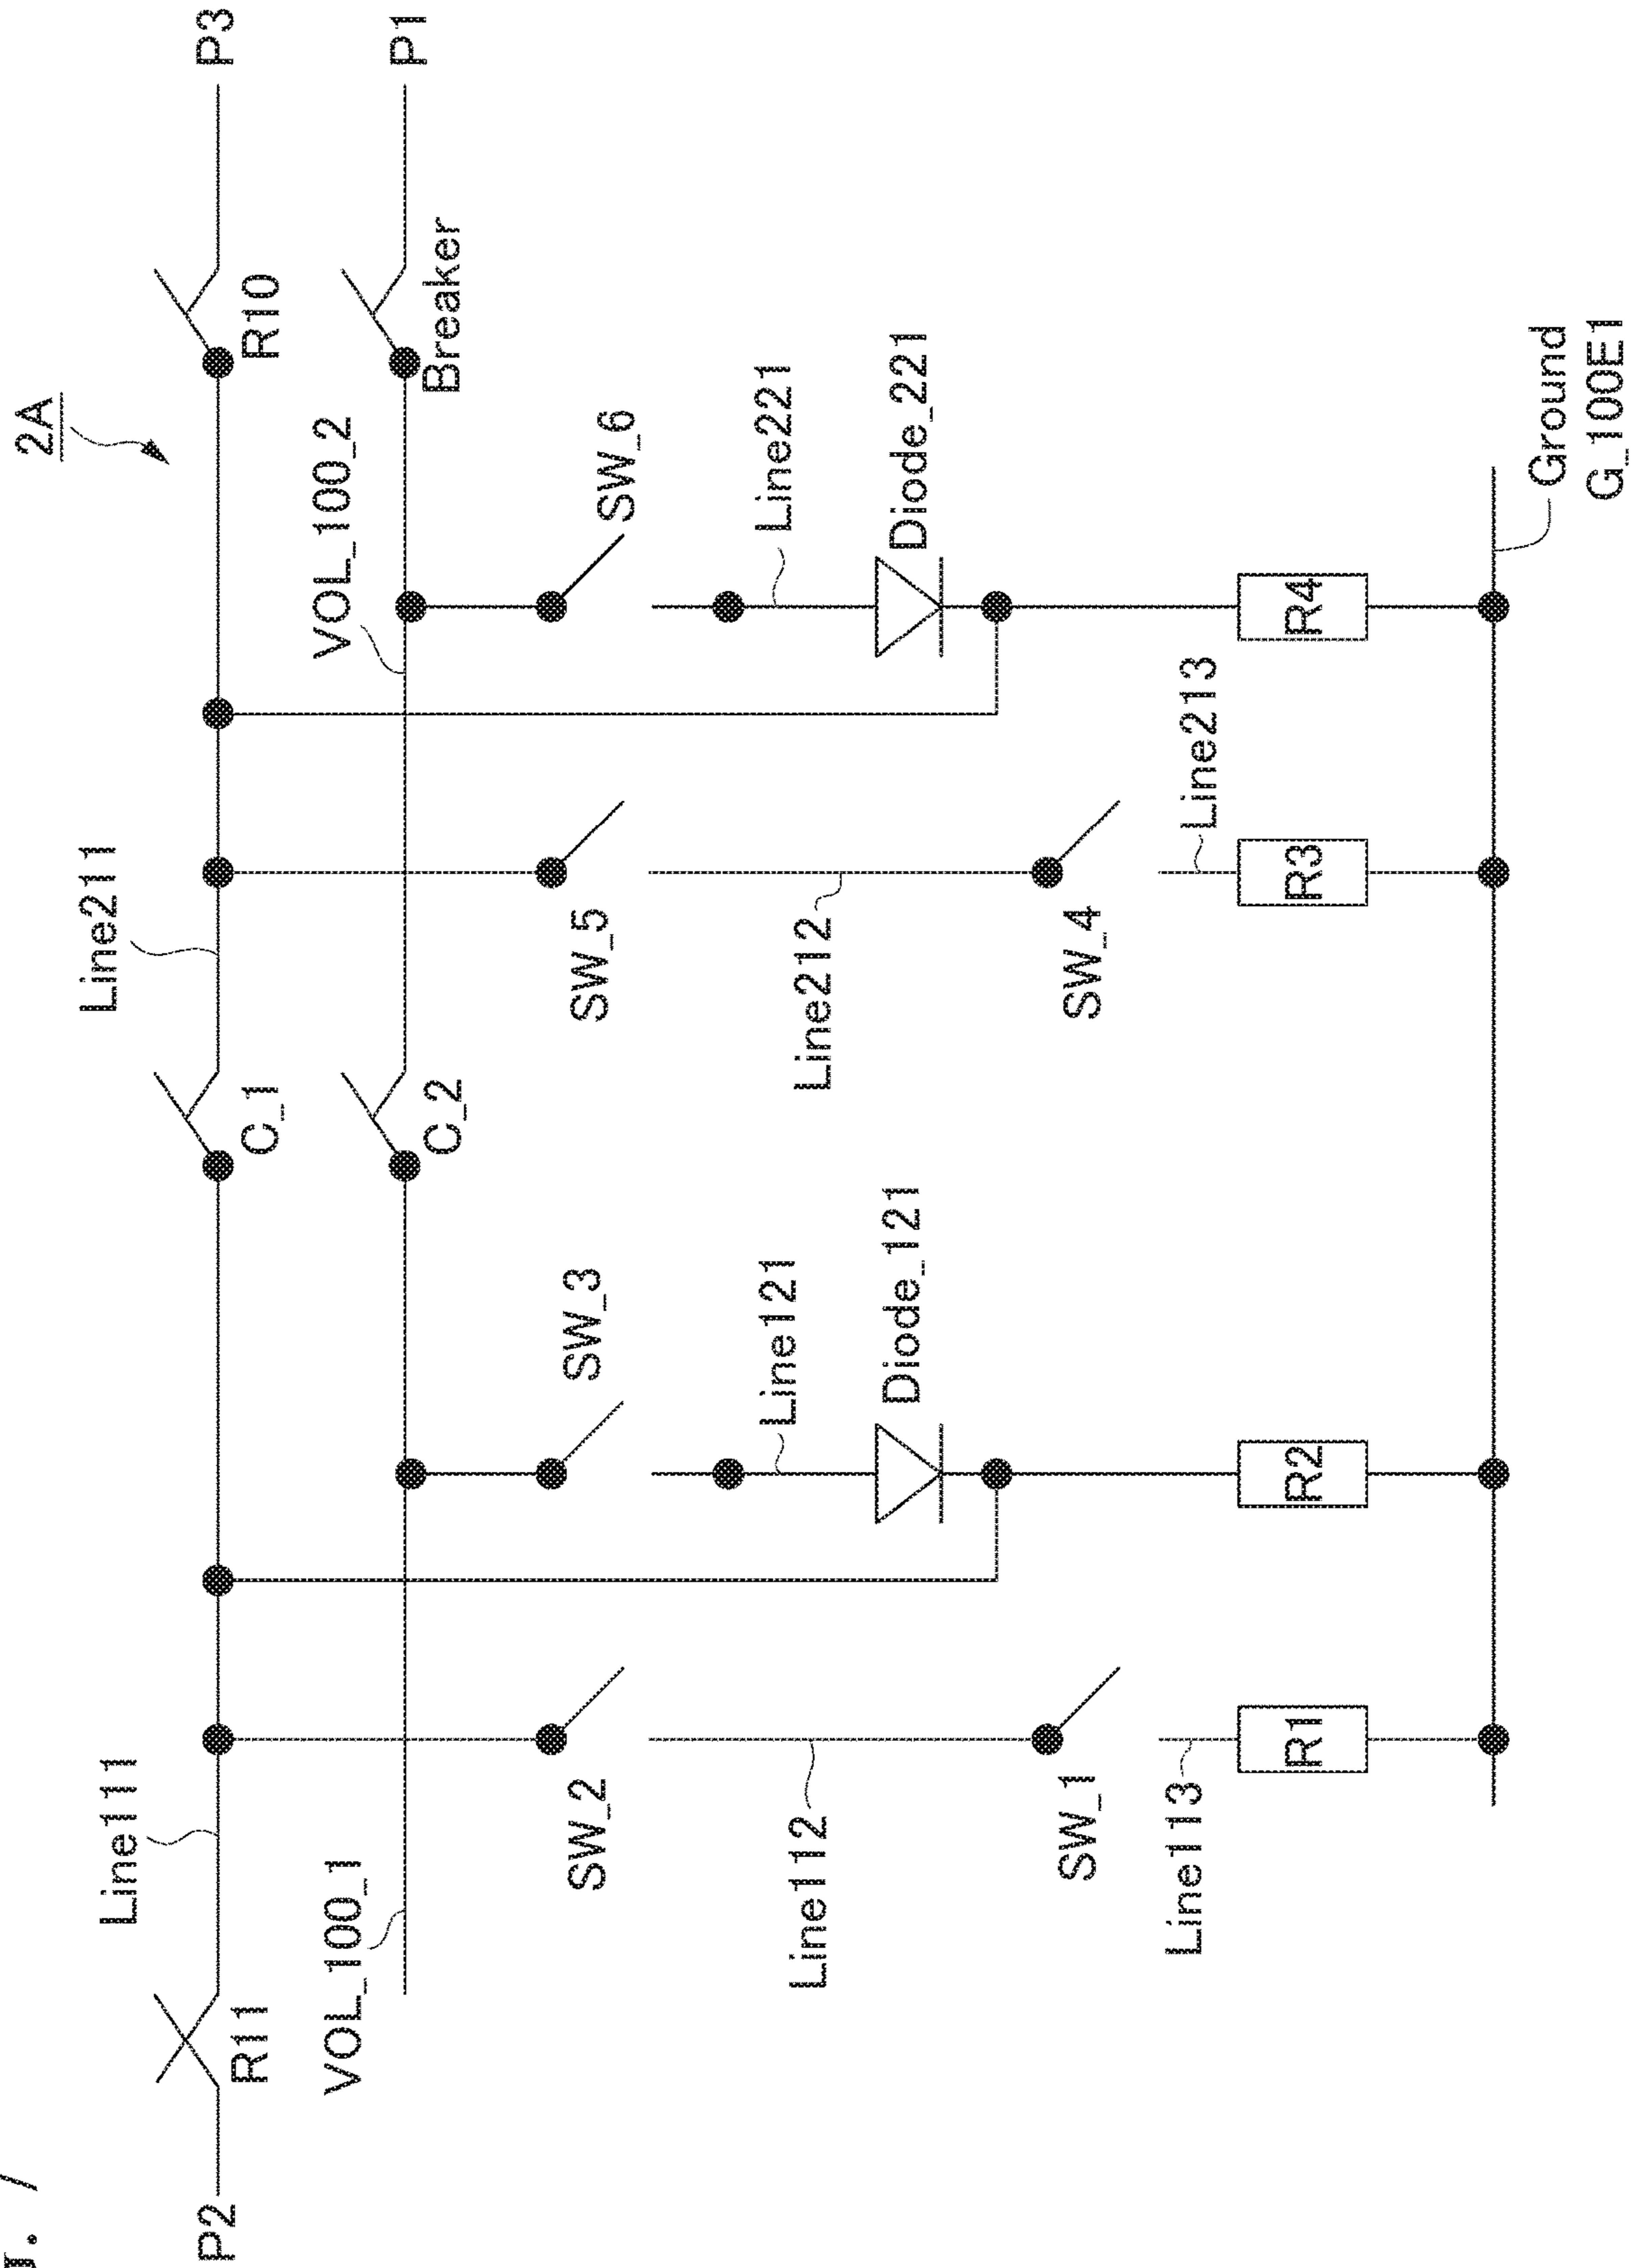 2A
P3
P1
R10
Breaker
VOL_100_2
SW_6
Line221
Diode_221
Ground
G_100E1
R4
Line211
SW_5
Line212
SW_4
Line213
R3
C_1
C_2
SW_3
Line121
Diode_121
R2
Line111
VOL_100_1
SW_2
Line112
SW_1
Line113
R1
R11
P2